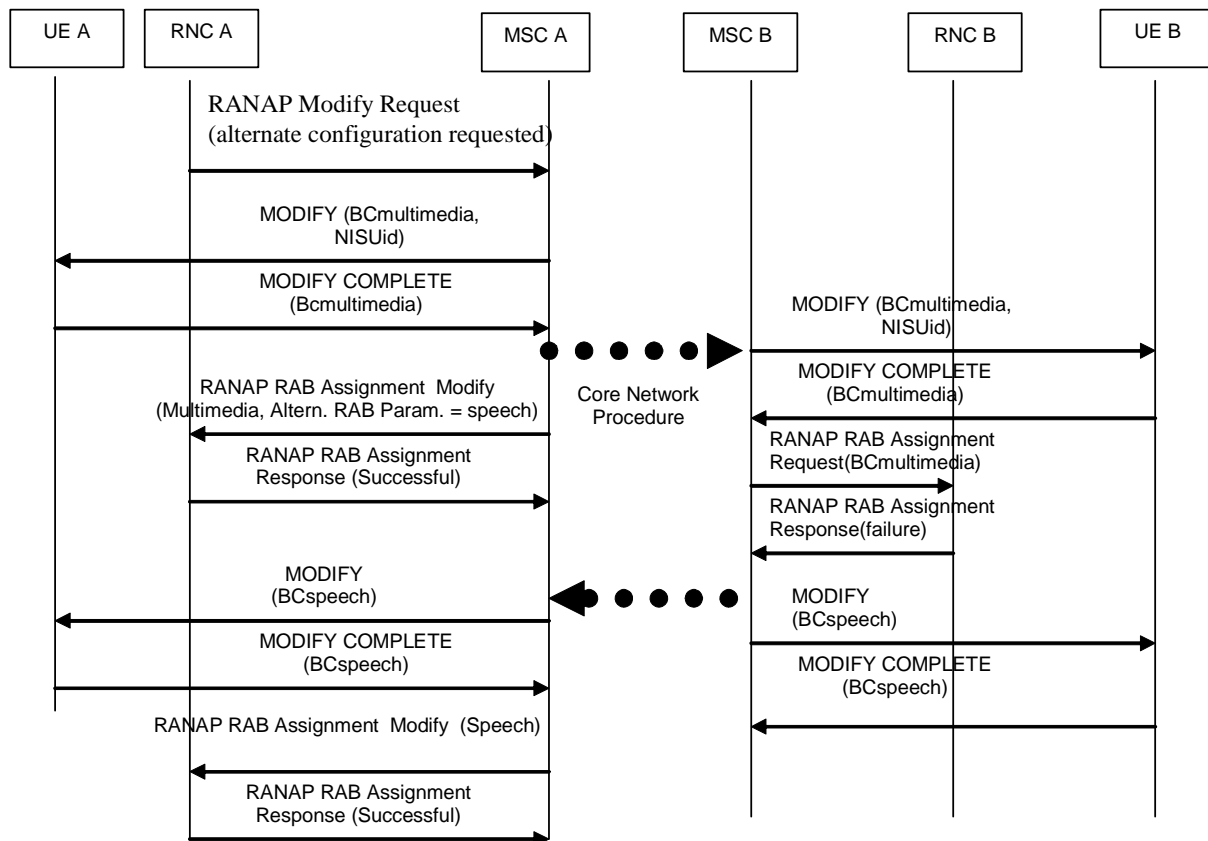 UE A
RNC A
MSC A
MSC B
RNC B
UE B
RANAP Modify Request
(alternate configuration requested)
MODIFY (BCmultimedia,
NISUid)
MODIFY COMPLETE
(Bcmultimedia)
MODIFY (BCmultimedia,
NISUid)
RANAP RAB Assignment Modify
(Multimedia, Altern. RAB Param. = speech)
Core Network
Procedure
MODIFY COMPLETE
(BCmultimedia)
RANAP RAB Assignment
Response (Successful)
RANAP RAB Assignment
Request(BCmultimedia)
RANAP RAB Assignment
Response(failure)
MODIFY
(BCspeech)
MODIFY
(BCspeech)
MODIFY COMPLETE
(BCspeech)
MODIFY COMPLETE
(BCspeech)
RANAP RAB Assignment Modify (Speech)
RANAP RAB Assignment
Response (Successful)